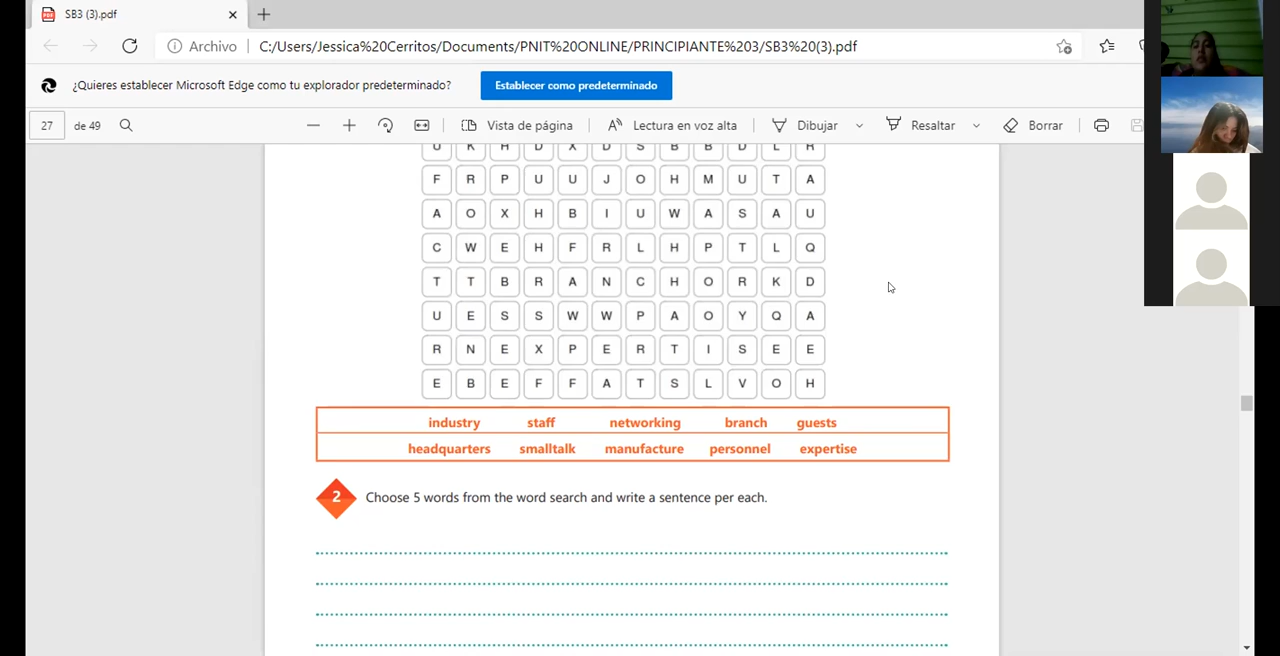 SB3 (3).pdf
Archivo C:/Users/Jessica%20Cerritos/Documents/PNIT%20ONLINE/PRINCIPIANTE%203/SB3%20(3).pdf
¿Quieres establecer Microsoft Edge como tu explorador predeterminado? Establecer como predeterminado
27 de 49 Vista de página Lectura en voz alta Dibujar Resaltar Borrar
U K H D X D S B B D L R
F R P U U J O H M U T A
A O X H B I U W A S A U
C W E H F R L H P T L Q
T T B R A N C H O R K D
U E S S W W P A O Y Q A
R N E X P E R T I S E E
E B E F F A T S L V O H
industry staff networking branch guests
headquarters smalltalk manufacture personnel expertise
2 Choose 5 words from the word search and write a sentence per each.